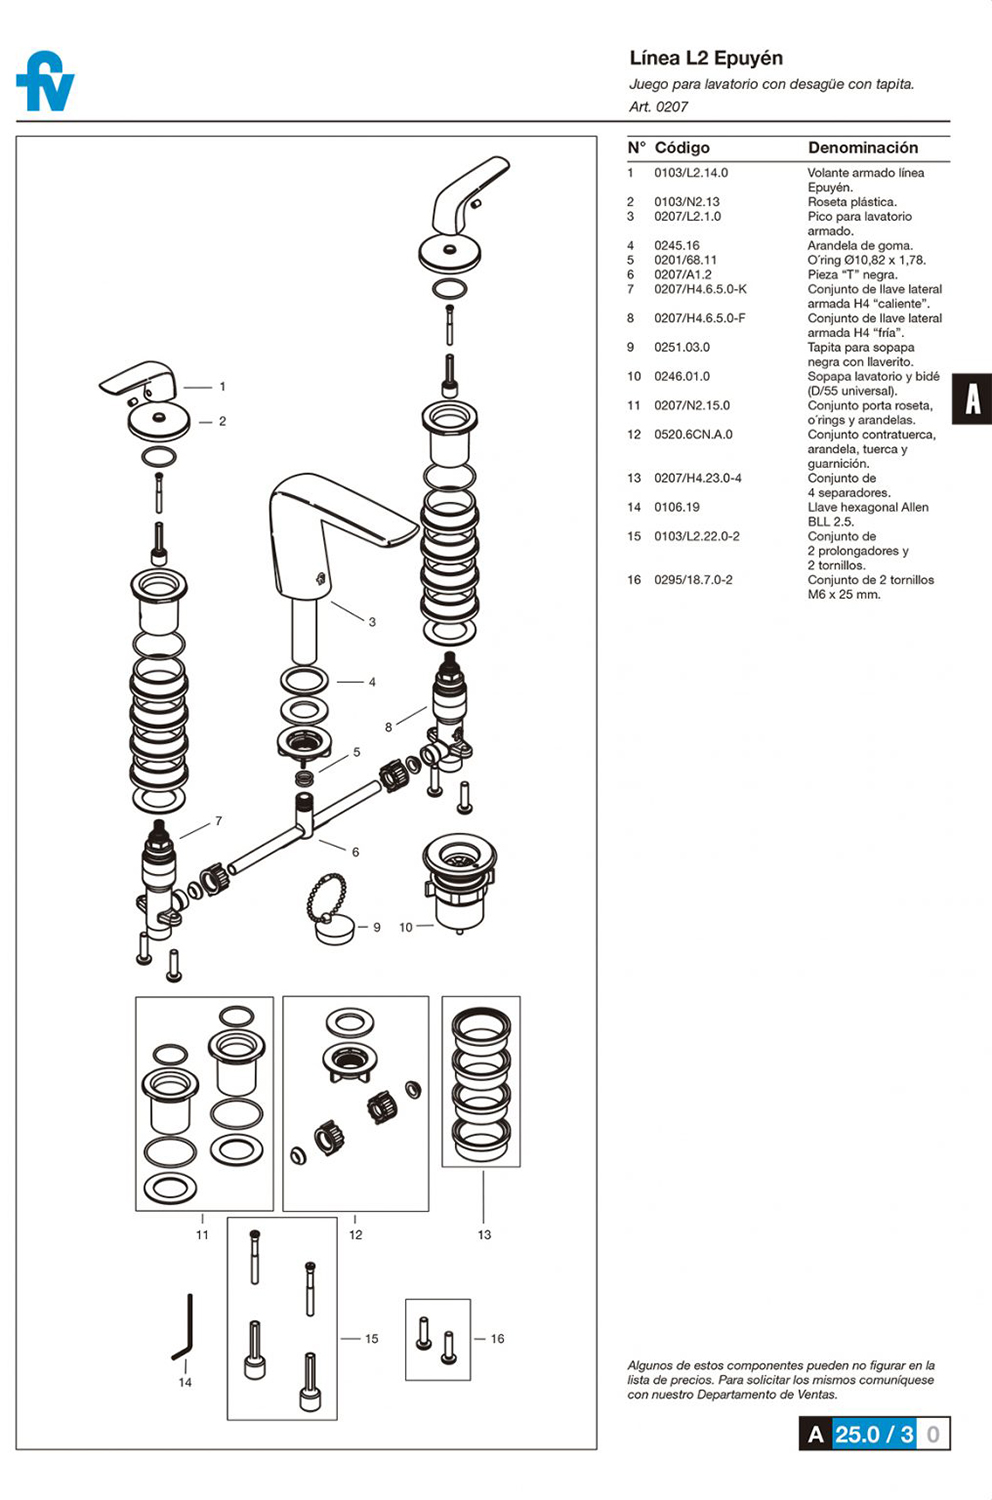 fv
Línea L2 Epuyén
Juego para lavatorio con desagüe con tapita.
Art. 0207
N° Código Denominación
1 0103/L2.14.0 Volante armado línea
Epuyén.
2 0103/N2.13 Roseta plástica.
3 0207/L2.1.0 Pico para lavatorio
armado.
4 0245.16 Arandela de goma.
5 0201/68.11 O´ring Ø10,82 x 1,78.
6 0207/A1.2 Pieza “T” negra.
7 0207/H4.6.5.0-K Conjunto de llave lateral
armada H4 “caliente”.
8 0207/H4.6.5.0-F Conjunto de llave lateral
armada H4 “fría”.
9 0251.03.0 Tapita para sopapa
negra con llaverito.
10 0246.01.0 Sopapa lavatorio y bidé
(D/55 universal).
11 0207/N2.15.0 Conjunto porta roseta,
o´rings y arandelas.
12 0520.6CN.A.0 Conjunto contratuerca,
arandela, tuerca y
guarnición.
13 0207/H4.23.0-4 Conjunto de
4 separadores.
14 0106.19 Llave hexagonal Allen
BLL 2.5.
15 0103/L2.22.0-2 Conjunto de
2 prolongadores y
2 tornillos.
16 0295/18.7.0-2 Conjunto de 2 tornillos
M6 x 25 mm.
A
1
2
3
4
8
5
7
6
9
10
11
12
13
14
15
16
Algunos de estos componentes pueden no figurar en la
lista de precios. Para solicitar los mismos comuníquese
con nuestro Departamento de Ventas.
A 25.0 / 3 0